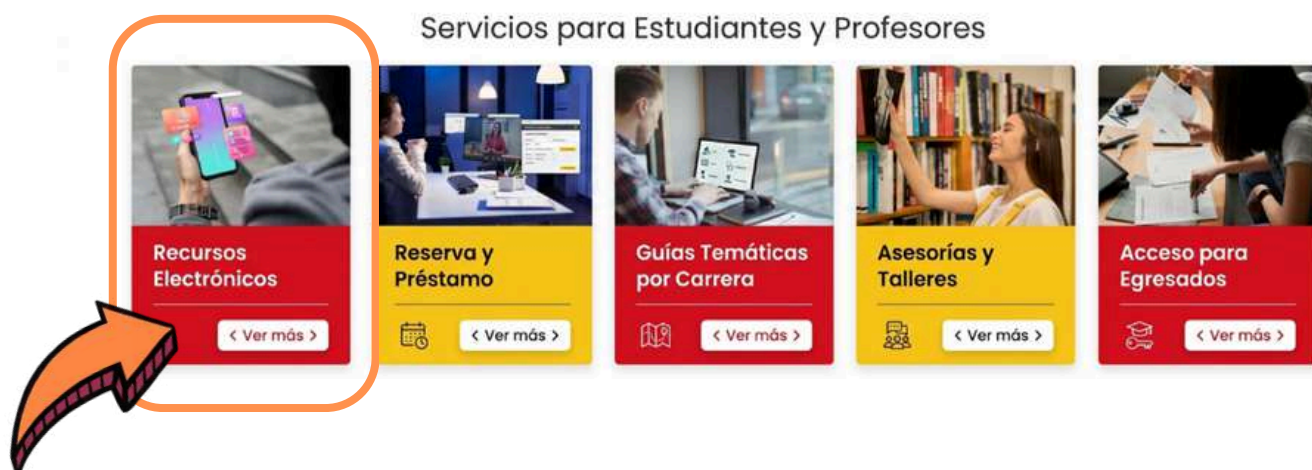 Servicios para Estudiantes y Profesores
Recursos
Electrónicos
< Ver más >
Reserva y
Préstamo
< Ver más >
Guías Temáticas
por Carrera
< Ver más >
Asesorías y
Talleres
< Ver más >
Acceso para
Egresados
< Ver más >